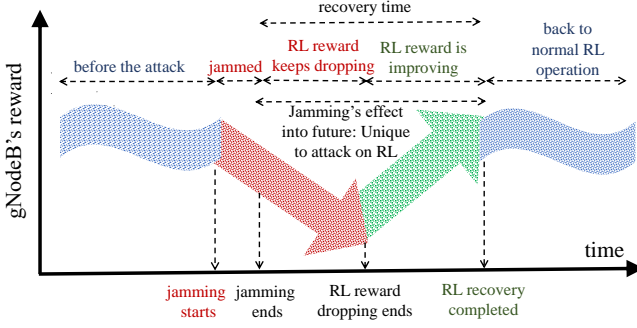 recovery time
before the attack
jammed
RL reward
keeps dropping
RL reward is
improving
back to
normal RL
operation
Jamming's effect
into future: Unique
to attack on RL
gNodeB's reward
time
jamming
starts
jamming
ends
RL reward
dropping ends
RL recovery
completed